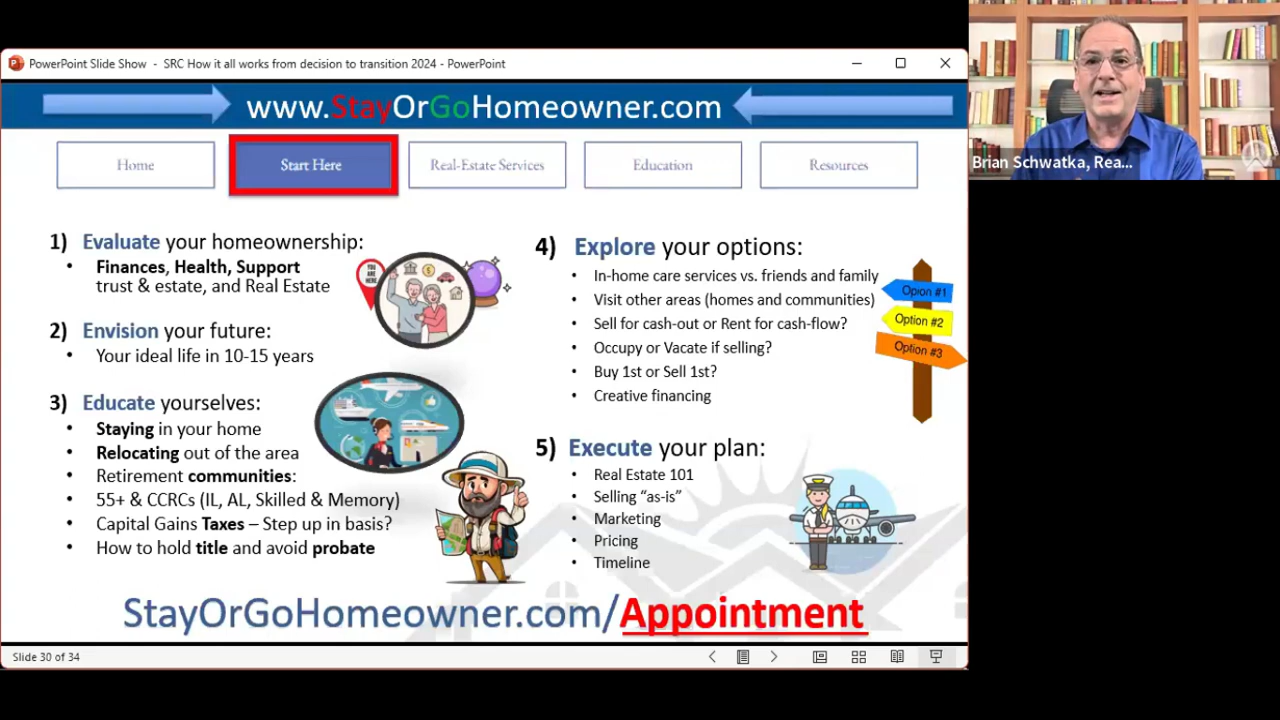 PowerPoint Slide Show - SRC How it all works from decision to transition 2024 - PowerPoint
www.StayOrGoHomeowner.com
Home
Start Here
Real-Estate Services
Education
Resources
1) Evaluate your homeownership:
• Finances, Health, Support
trust & estate, and Real Estate
YOU ARE HERE
2) Envision your future:
• Your ideal life in 10-15 years
3) Educate yourselves:
• Staying in your home
• Relocating out of the area
• Retirement communities:
• 55+ & CCRCs (IL, AL, Skilled & Memory)
• Capital Gains Taxes – Step up in basis?
• How to hold title and avoid probate
4) Explore your options:
• In-home care services vs. friends and family
• Visit other areas (homes and communities)
• Sell for cash-out or Rent for cash-flow?
• Occupy or Vacate if selling?
• Buy 1st or Sell 1st?
• Creative financing
Opion #1
Option #2
Option #3
5) Execute your plan:
• Real Estate 101
• Selling “as-is”
• Marketing
• Pricing
• Timeline
StayOrGoHomeowner.com/Appointment
Slide 30 of 34
Brian Schwatka, Rea...